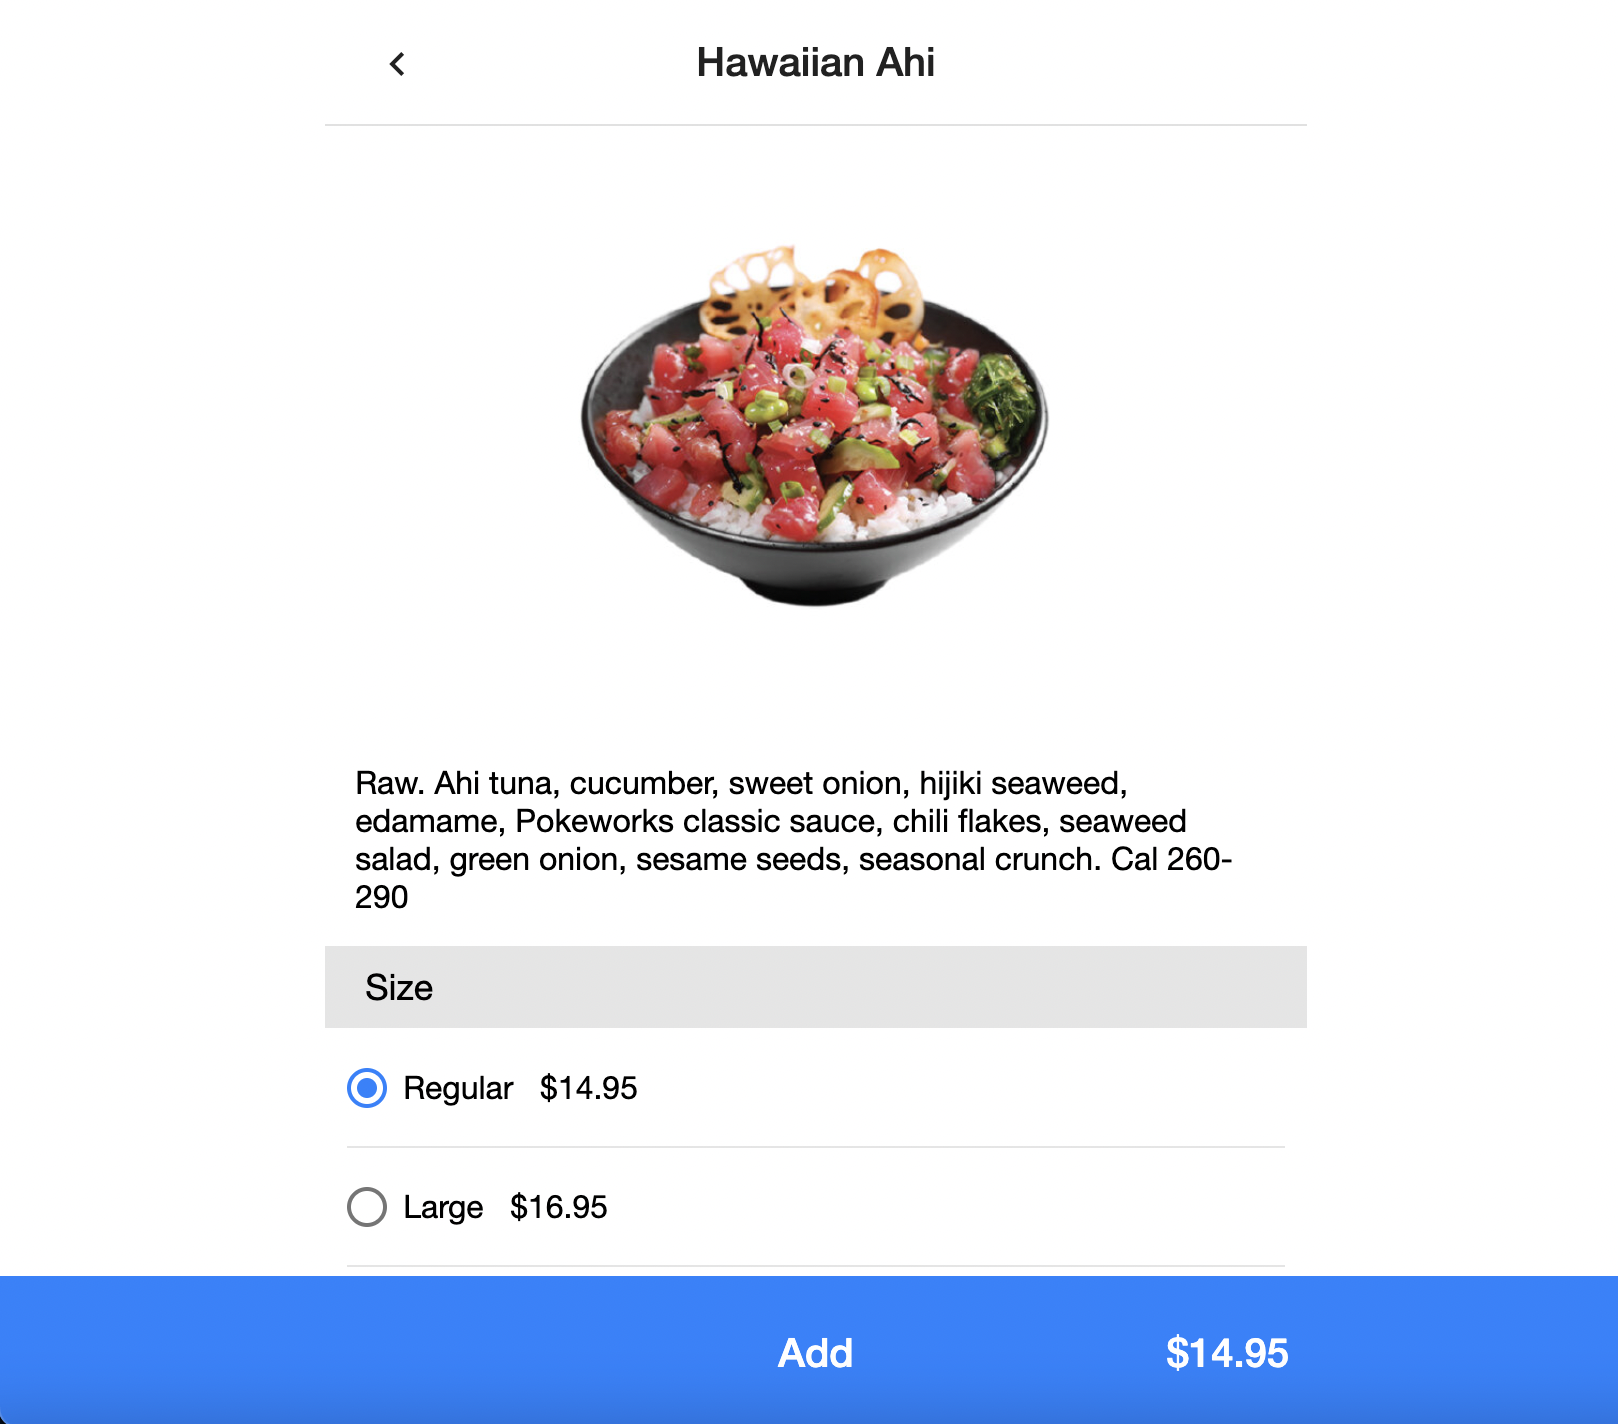 Hawaiian Ahi
Raw. Ahi tuna, cucumber, sweet onion, hijiki seaweed,
edamame, Pokeworks classic sauce, chili flakes, seaweed
salad, green onion, sesame seeds, seasonal crunch. Cal 260-
290
Size
Regular $14.95
Large $16.95
Add $14.95